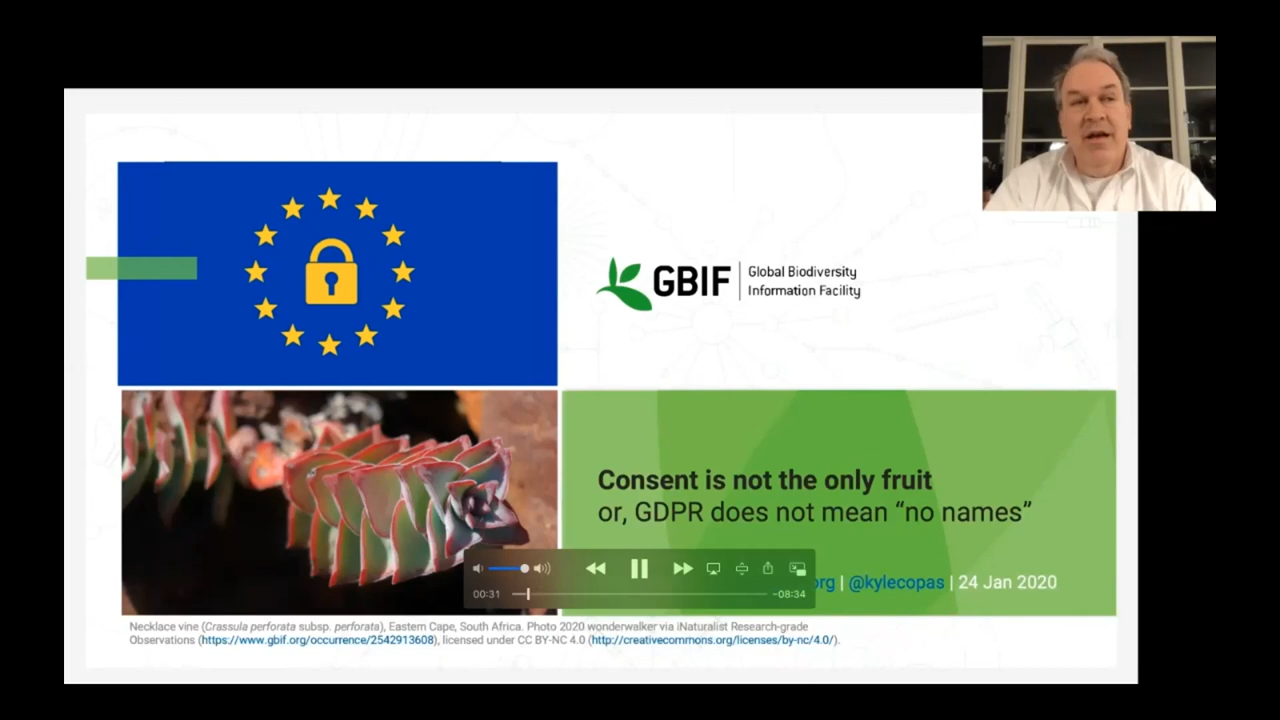 GBIF
Global Biodiversity
Information Facility
Consent is not the only fruit
or, GDPR does not mean “no names”
org | @kylecopas | 24 Jan 2020
00:31
-08:34
Necklace vine (Crassula perforata subsp. perforata), Eastern Cape, South Africa. Photo 2020 wonderwalker via iNaturalist Research-grade
Observations (https://www.gbif.org/occurrence/2542913608), licensed under CC BY-NC 4.0 (http://creativecommons.org/licenses/by-nc/4.0/).